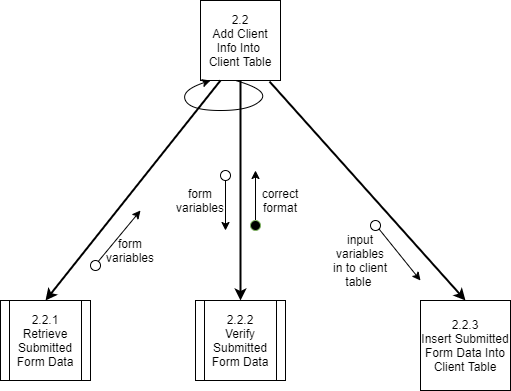 2.2
Add Client
Info Into
Client Table
form
variables
correct
format
form
variables
input
variables
in to client
table
2.2.1
Retrieve
Submitted
Form Data
2.2.2
Verify
Submitted
Form Data
2.2.3
Insert Submitted
Form Data Into
Client Table